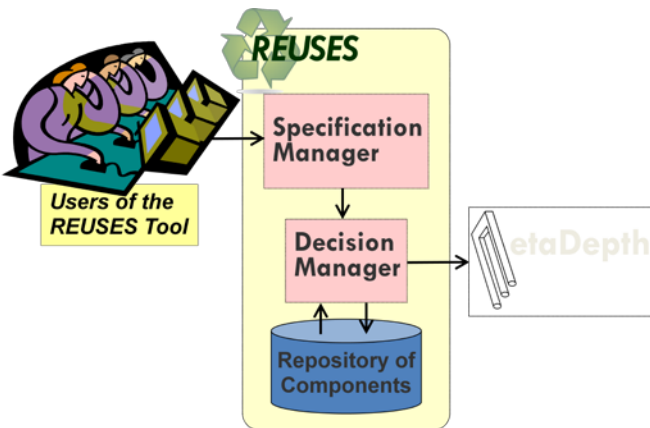 REUSES
Specification
Manager
Users of the
REUSES Tool
Decision
Manager
etaDepth
Repository of
Components